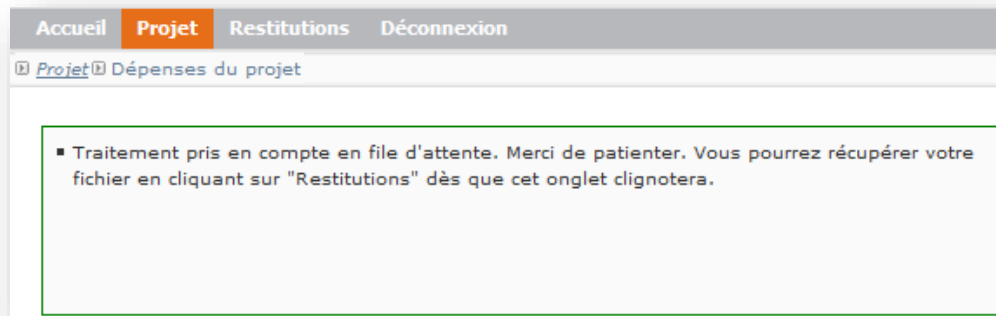 Accueil Projet Restitutions Déconnexion
Projet Dépenses du projet
Traitement pris en compte en file d'attente. Merci de patienter. Vous pourrez récupérer votre
fichier en cliquant sur "Restitutions" dès que cet onglet clignotera.